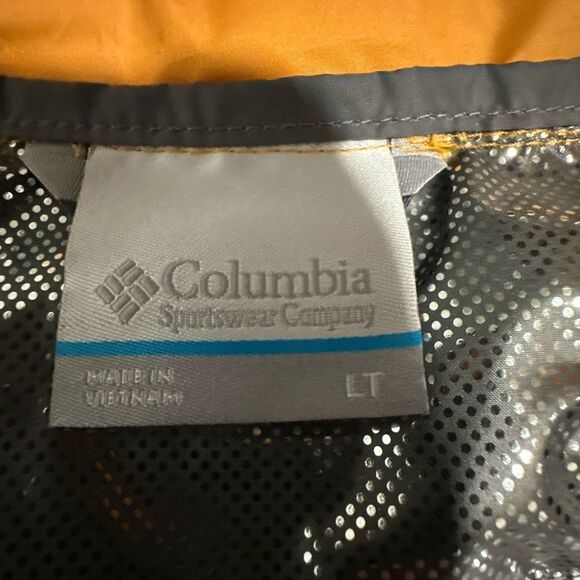 Columbia
Sportswear Company
MADE IN
VIETNAM
LT